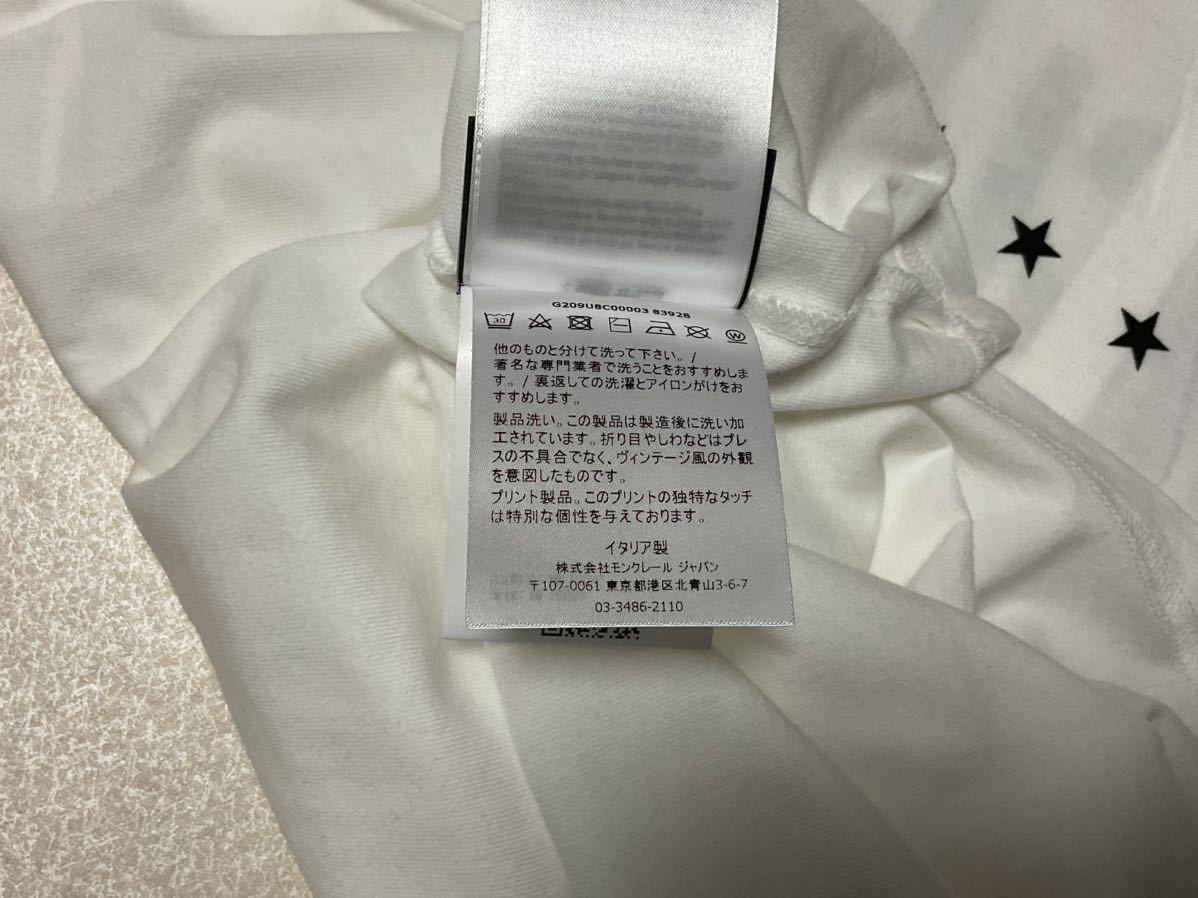 G209U8C00003 83928
30
W
他のものと分けて洗って下さい。/
著名な専門業者で洗うことをおすすめしま
す。/ 裏返しての洗濯とアイロンがけをお
すすめします。
製品洗い。この製品は製造後に洗い加
工されています。折り目やしわなどはプレ
スの不具合でなく、ヴィンテージ風の外観
を意図したものです。
プリント製品。このプリントの独特なタッチ
は特別な個性を与えております。
イタリア製
株式会社モンクレール ジャパン
〒107-0061 東京都港区北青山3-6-7
03-3486-2110